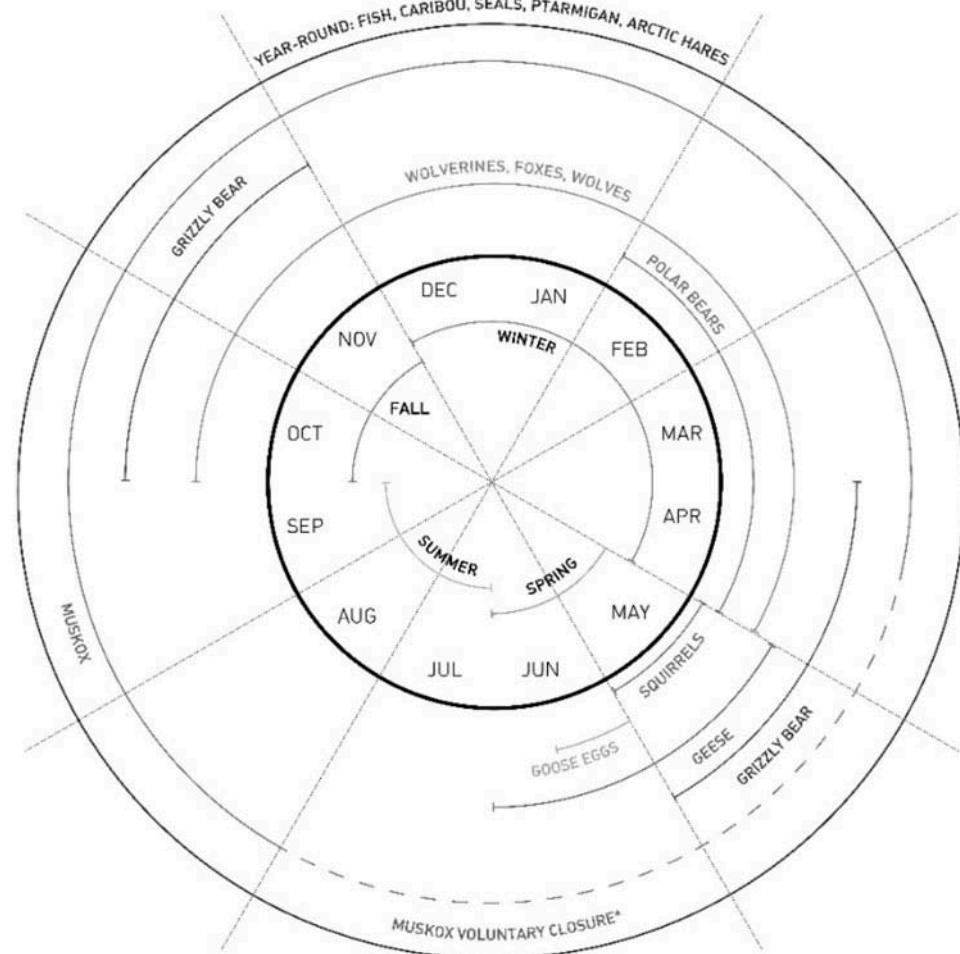 YEAR-ROUND: FISH, CARIBOU, SEALS, PTARMIGAN, ARCTIC HARES
WOLVERINES, FOXES, WOLVES
GRIZZLY BEAR
POLAR BEARS
DEC
JAN
NOV
WINTER
FEB
FALL
OCT
MAR
SEP
APR
SUMMER
SPRING
AUG
MAY
MUSKOX
JUL
JUN
SQUIRRELS
GOOSE EGGS
GEESE
GRIZZLY BEAR
MUSKOX VOLUNTARY CLOSURE*